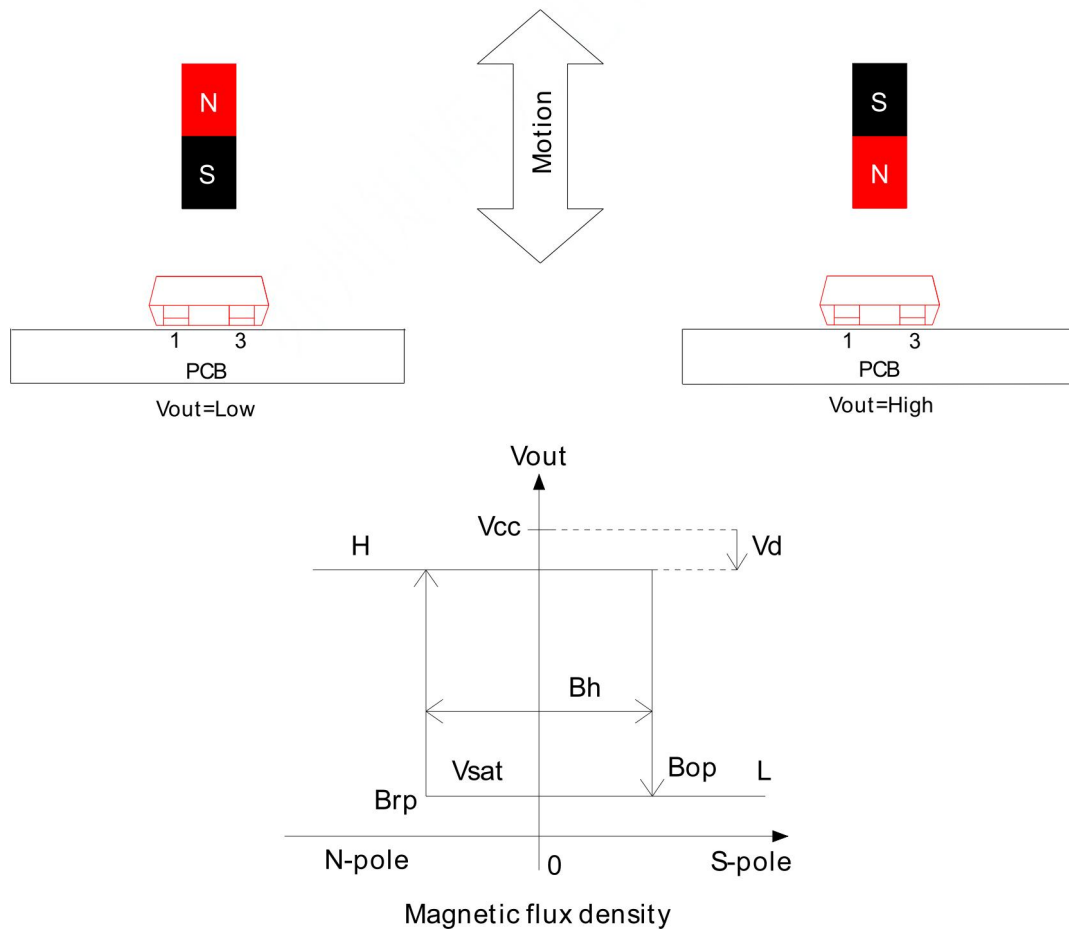 N
S
Motion
S
N
1 3
PCB
Vout=Low
1 3
PCB
Vout=High
Vout
Vcc
H
Vd
Bh
Vsat
Bop
L
Brp
N-pole
0
S-pole
Magnetic flux density